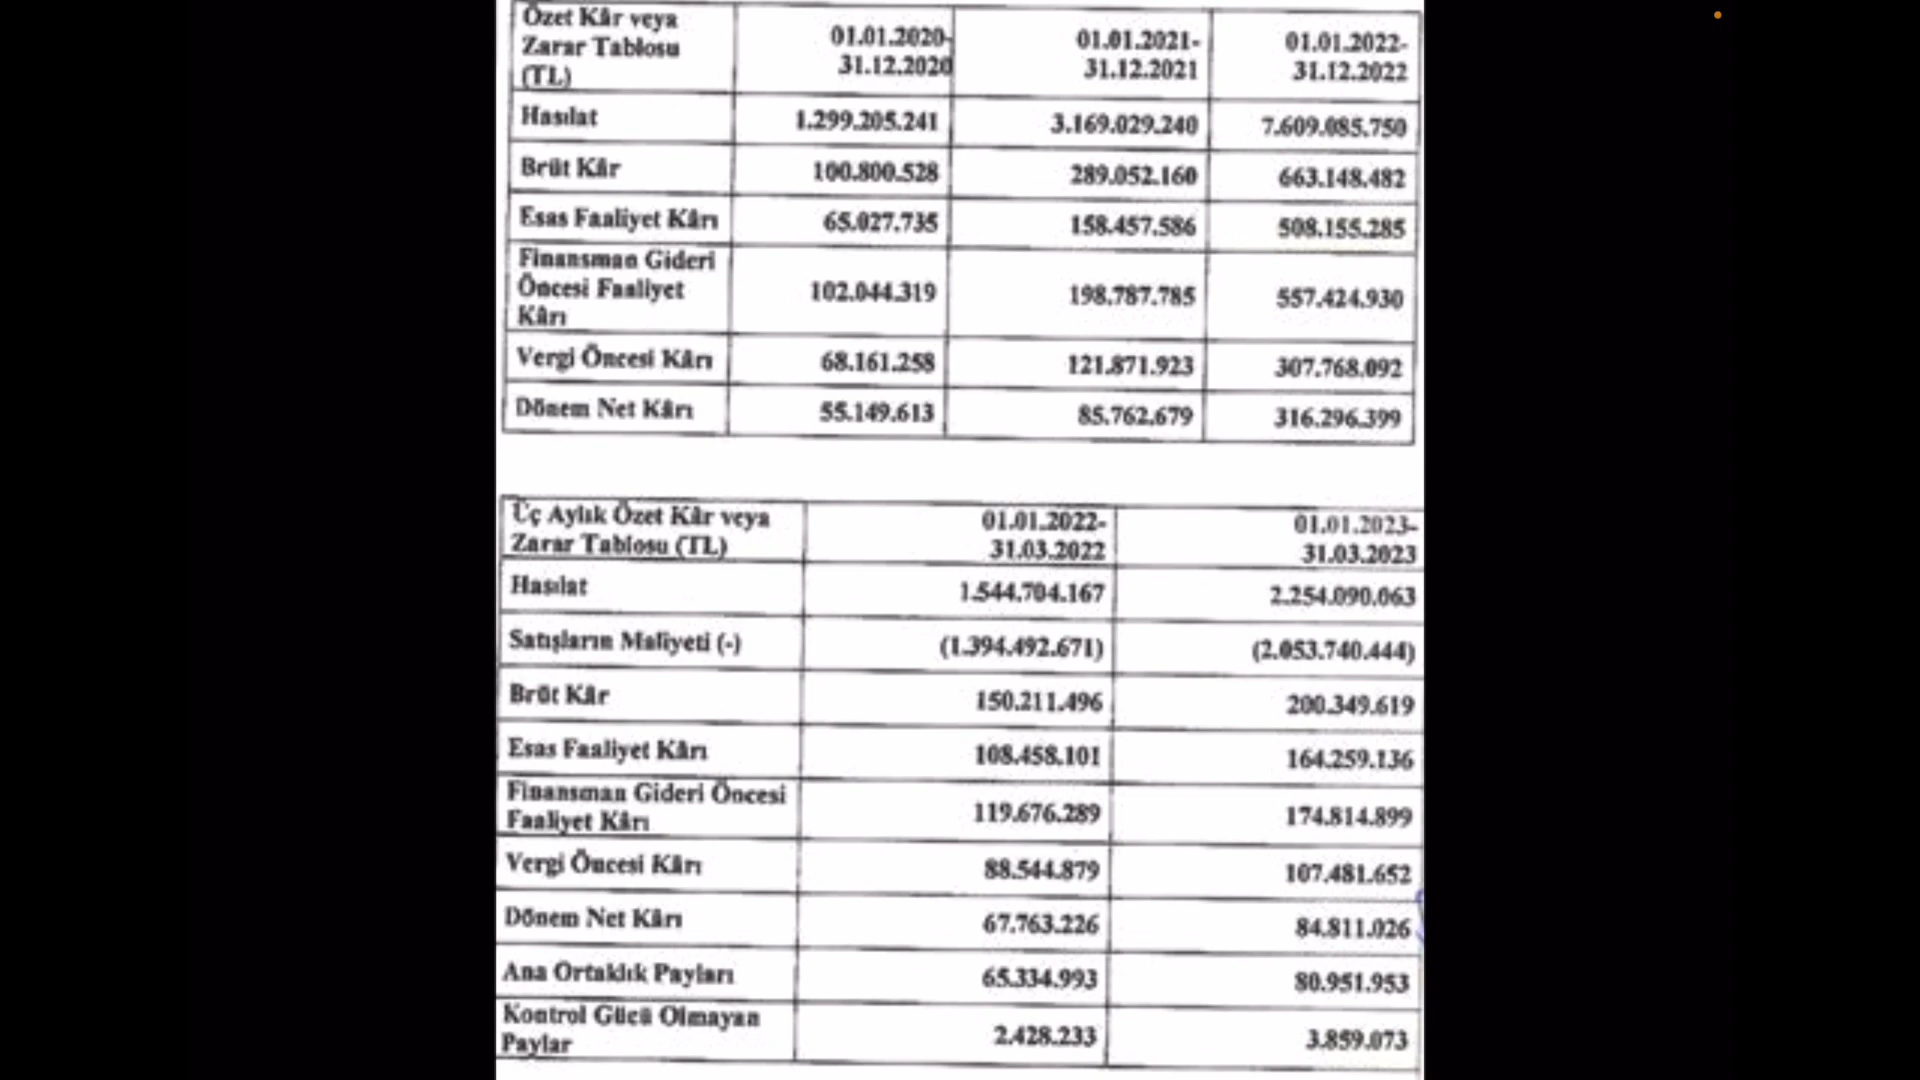 Özet Kâr veya
Zarar Tablosu
(TL)
01.01.2020-
31.12.2020
01.01.2021-
31.12.2021
01.01.2022-
31.12.2022
Hasılat
1.299.205.241
3.169.029.240
7.609.085.750
Brüt Kâr
100.800.528
289.052.160
663.148.482
Esas Faaliyet Kârı
65.027.735
158.457.586
508.155.285
Finansman Gideri
Öncesi Faaliyet
Kârı
102.044.319
198.787.785
557.424.930
Vergi Öncesi Kârı
68.161.258
121.871.923
307.768.092
Dönem Net Kârı
55.149.613
85.762.679
316.296.399
Üç Aylık Özet Kâr veya
Zarar Tablosu (TL)
01.01.2022-
31.03.2022
01.01.2023-
31.03.2023
Hasılat
1.544.704.167
2.254.090.063
Satışların Maliyeti (-)
(1.394.492.671)
(2.053.740.444)
Brüt Kâr
150.211.496
200.349.619
Esas Faaliyet Kârı
108.458.101
164.259.136
Finansman Gideri Öncesi
Faaliyet Kârı
119.676.289
174.814.899
Vergi Öncesi Kârı
88.544.879
107.481.652
Dönem Net Kârı
67.763.226
84.811.026
Ana Ortaklık Payları
65.334.993
80.951.953
Kontrol Gücü Olmayan
Paylar
2.428.233
3.859.073